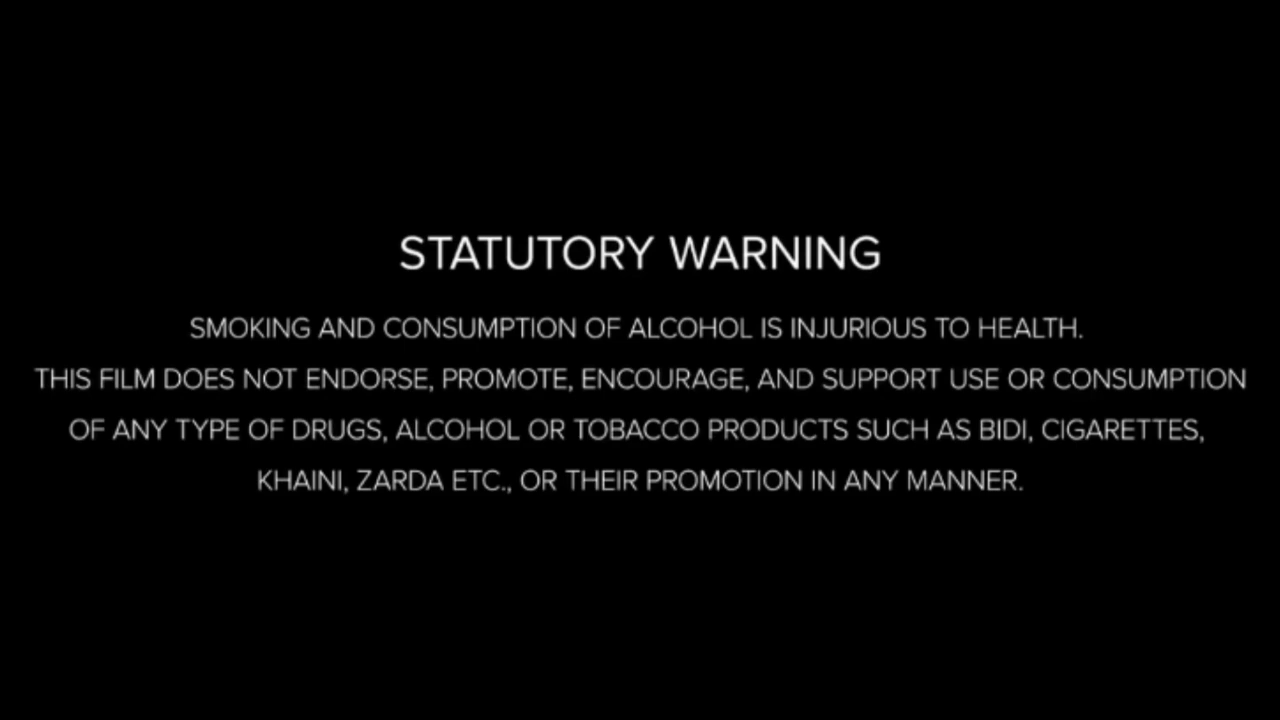 STATUTORY WARNING
SMOKING AND CONSUMPTION OF ALCOHOL IS INJURIOUS TO HEALTH.
THIS FILM DOES NOT ENDORSE, PROMOTE, ENCOURAGE, AND SUPPORT USE OR CONSUMPTION
OF ANY TYPE OF DRUGS, ALCOHOL OR TOBACCO PRODUCTS SUCH AS BIDI, CIGARETTES,
KHAINI, ZARDA ETC., OR THEIR PROMOTION IN ANY MANNER.